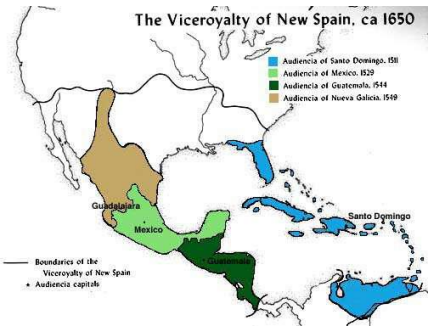 The Viceroyalty of New Spain, ca 1650
Audiencia of Santo Domingo, 1511
Audiencia of Mexico, 1529
Audiencia of Guatemala, 1544
Audiencia of Nueva Galicia, 1549
Guadalajara
Santo Domingo
Mexico
Guatemala
Boundaries of the
Viceroyalty of New Spain
Audiencia capitals